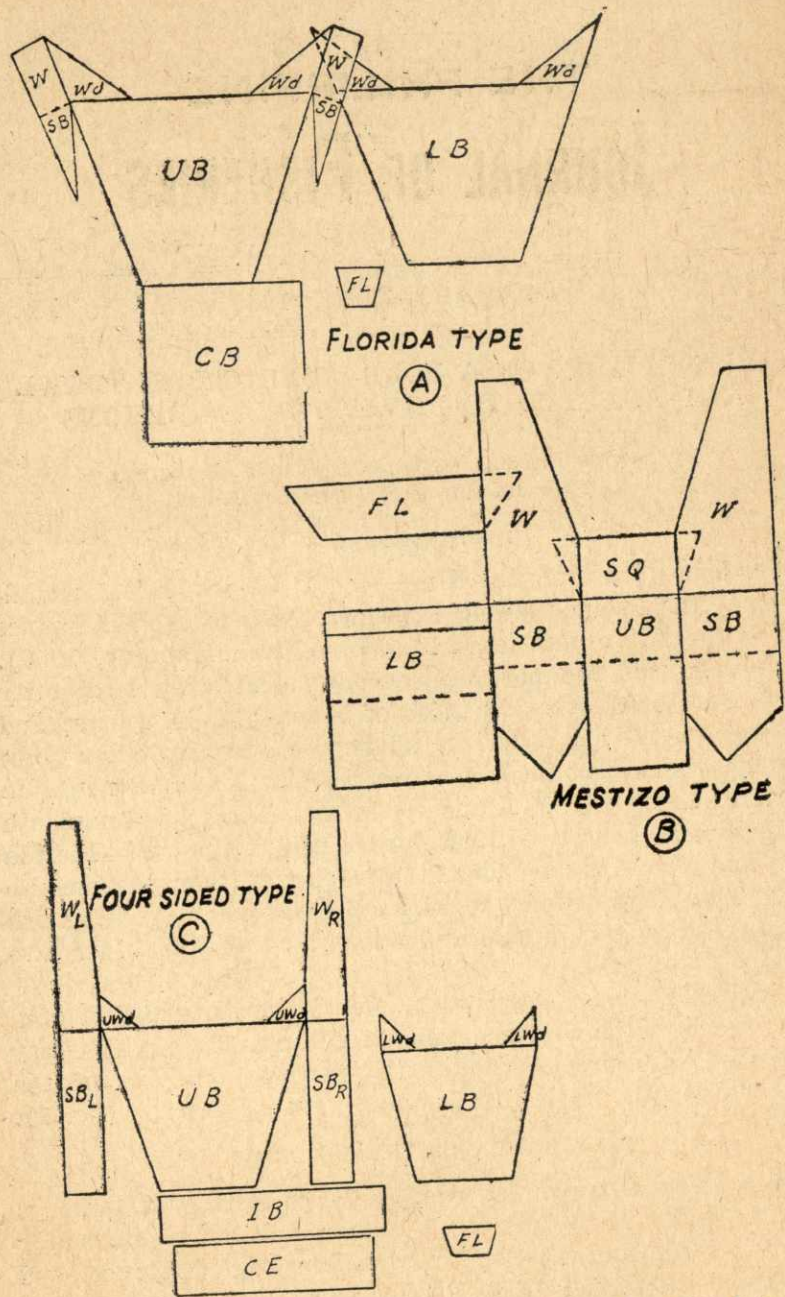 W
Wd
Wd
W
Wd
Wd
SB
SB
UB
LB
FL
CB
FLORIDA TYPE
A
FL
W
W
SQ
SB
UB
SB
LB
MESTIZO TYPE
B
WL
FOUR SIDED TYPE
WR
C
UWd
UWd
LWd
LWd
SBL
UB
SBR
LB
IB
FL
CE